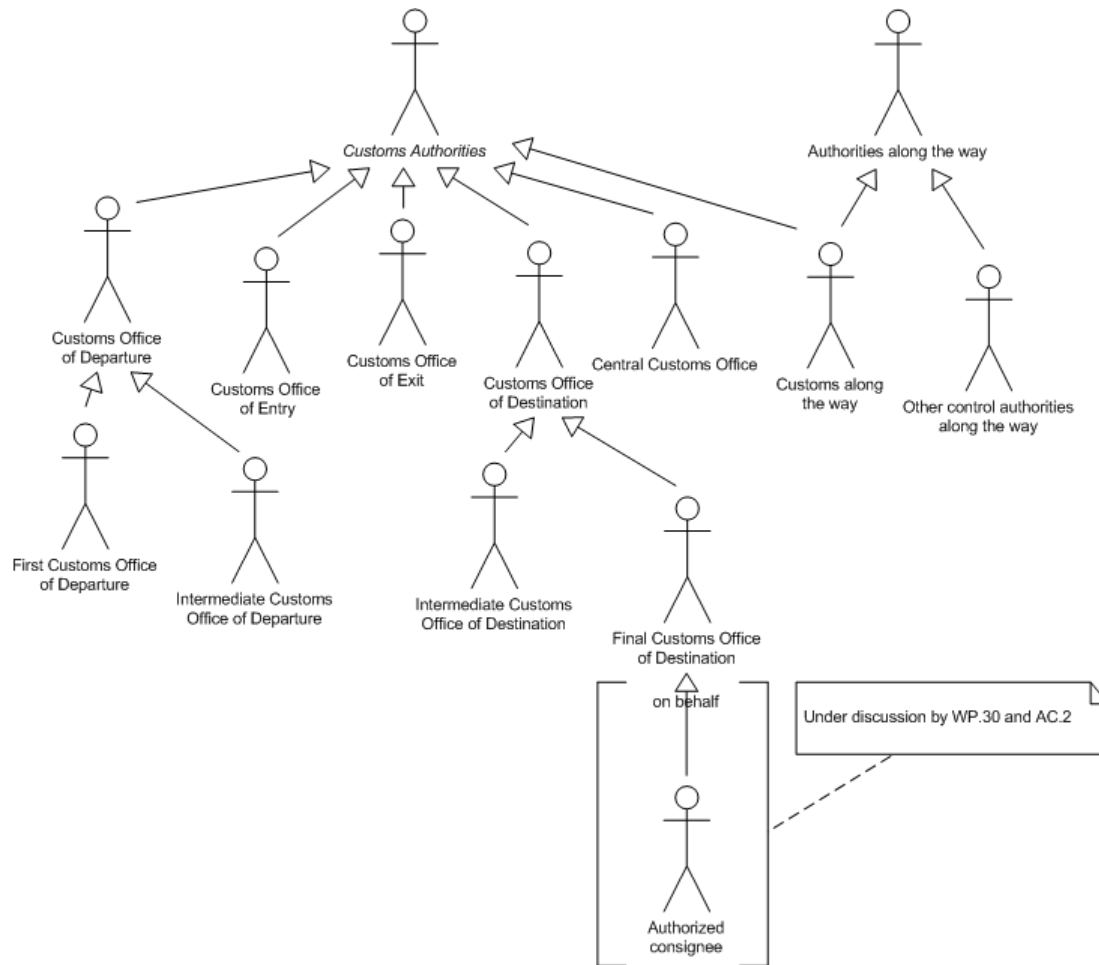 Customs Authorities
Authorities along the way
Customs Office
of Departure
Customs Office
of Entry
Customs Office
of Exit
Customs Office
of Destination
Central Customs Office
Customs along
the way
Other control authorities
along the way
First Customs Office
of Departure
Intermediate Customs
Office of Departure
Intermediate Customs
Office of Destination
Final Customs Office
of Destination
on behalf
Under discussion by WP.30 and AC.2
Authorized
consignee